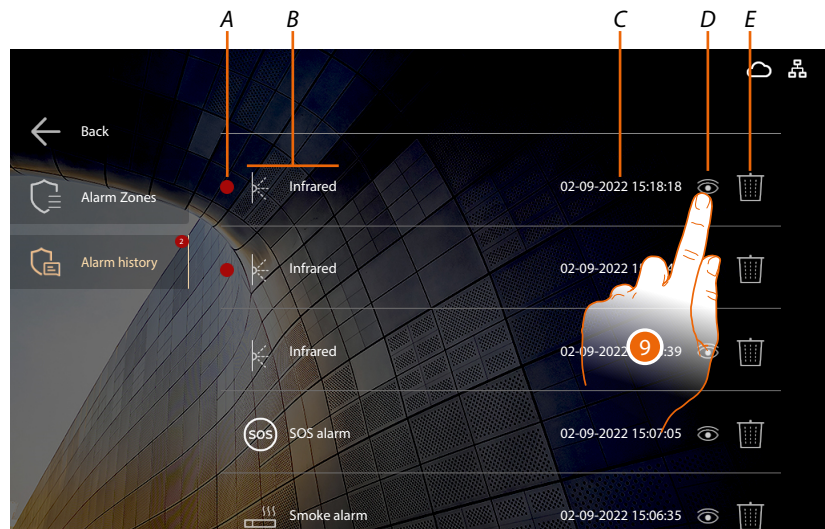 A B C D E
Back
Infrared 02-09-2022 15:18:18
Alarm Zones
2
Alarm history
Infrared 02-09-2022
Infrared 02-09-2022 :39
9
SOS SOS alarm 02-09-2022 15:07:05
Smoke alarm 02-09-2022 15:06:35